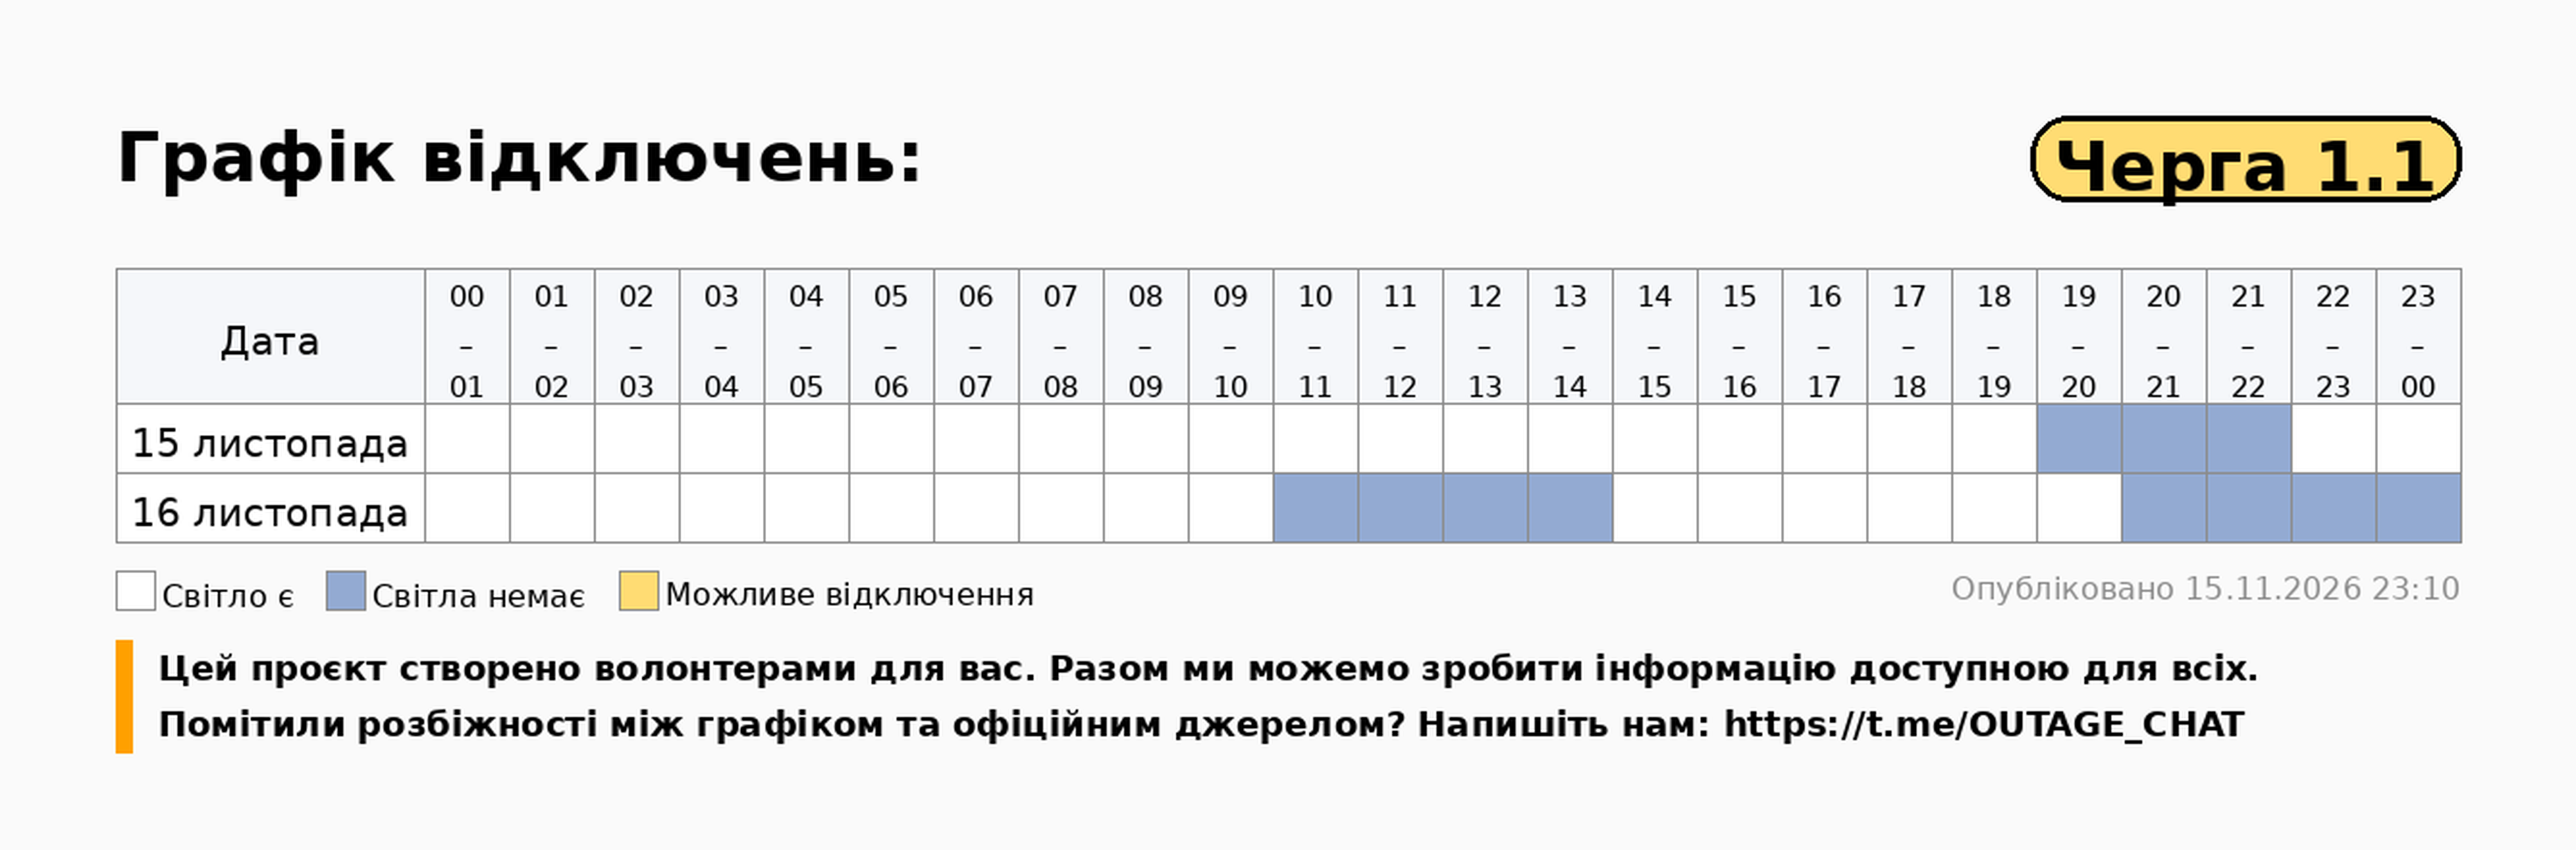 Графік відключень:
Черга 1.1
Дата
00 – 01
01 – 02
02 – 03
03 – 04
04 – 05
05 – 06
06 – 07
07 – 08
08 – 09
09 – 10
10 – 11
11 – 12
12 – 13
13 – 14
14 – 15
15 – 16
16 – 17
17 – 18
18 – 19
19 – 20
20 – 21
21 – 22
22 – 23
23 – 00
15 листопада
16 листопада
Світло є
Світла немає
Можливе відключення
Опубліковано 15.11.2026 23:10
Цей проєкт створено волонтерами для вас. Разом ми можемо зробити інформацію доступною для всіх.
Помітили розбіжності між графіком та офіційним джерелом? Напишіть нам: https://t.me/OUTAGE_CHAT